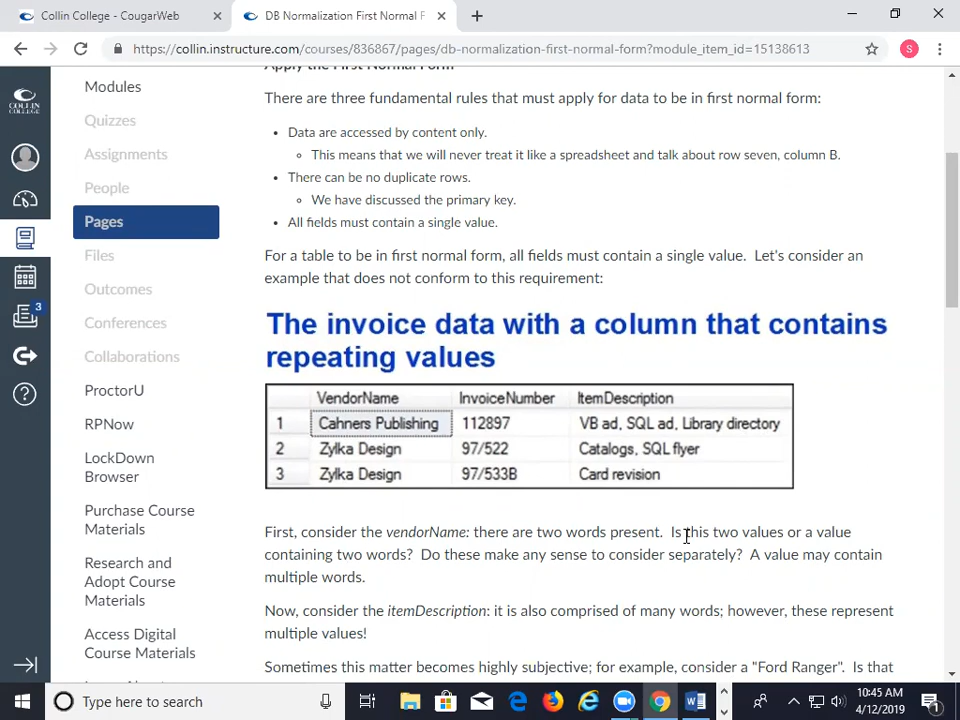 Collin College - CougarWeb
DB Normalization First Normal F
https://collin.instructure.com/courses/836867/pages/db-normalization-first-normal-form?module_item_id=15138613
S
COLLIN
COLLEGE
3
Modules
Quizzes
Assignments
People
Pages
Files
Outcomes
Conferences
Collaborations
ProctorU
RPNow
LockDown
Browser
Purchase Course
Materials
Research and
Adopt Course
Materials
Access Digital
Course Materials
Apply the First Normal Form
There are three fundamental rules that must apply for data to be in first normal form:
• Data are accessed by content only.
◦ This means that we will never treat it like a spreadsheet and talk about row seven, column B.
• There can be no duplicate rows.
◦ We have discussed the primary key.
• All fields must contain a single value.
For a table to be in first normal form, all fields must contain a single value. Let's consider an
example that does not conform to this requirement:
The invoice data with a column that contains
repeating values
VendorName InvoiceNumber ItemDescription
1 Cahners Publishing 112897 VB ad, SQL ad, Library directory
2 Zylka Design 97/522 Catalogs, SQL flyer
3 Zylka Design 97/533B Card revision
First, consider the vendorName: there are two words present. Is this two values or a value
containing two words? Do these make any sense to consider separately? A value may contain
multiple words.
Now, consider the itemDescription: it is also comprised of many words; however, these represent
multiple values!
Sometimes this matter becomes highly subjective; for example, consider a "Ford Ranger". Is that
Type here to search
10:45 AM
4/12/2019
1